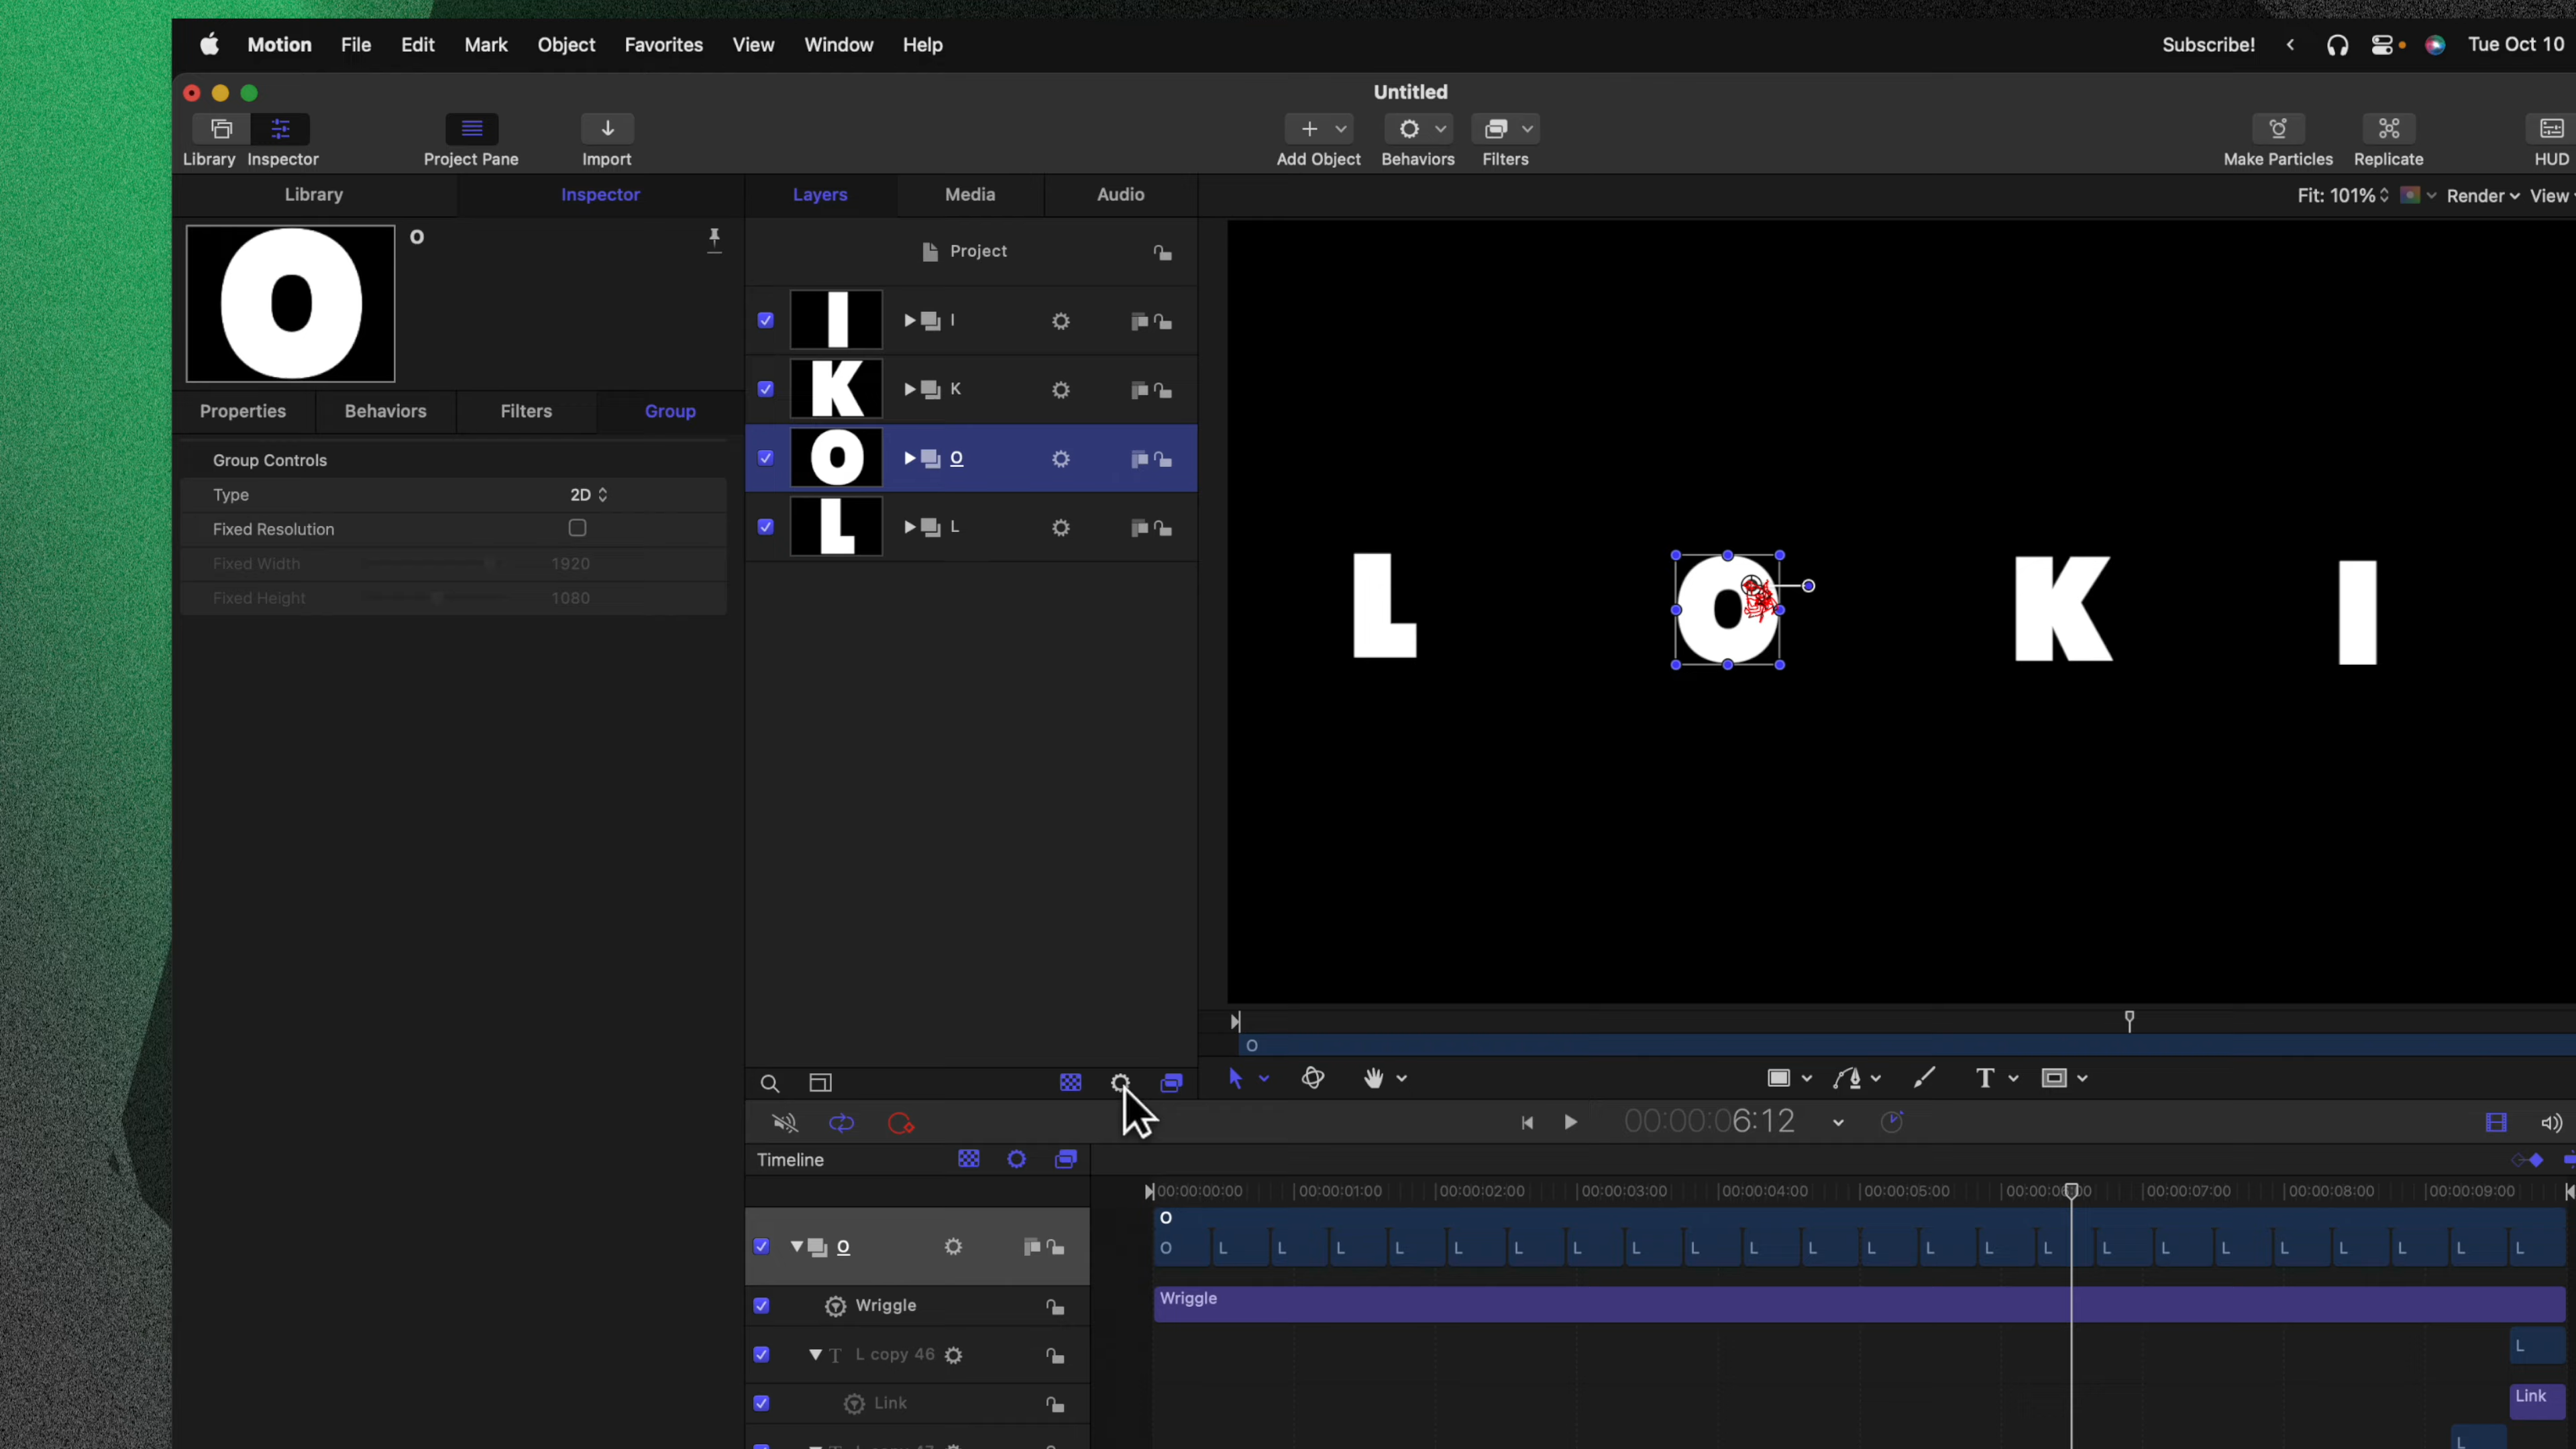 Motion File Edit Mark Object Favorites View Window Help
Subscribe! Tue Oct 10
Untitled
Library Inspector Project Pane Import Add Object Behaviors Filters Make Particles Replicate HUD
Library Inspector Layers Media Audio
Fit: 101% Render View
O
Project
I
K
O
L
Properties Behaviors Filters Group
Group Controls
Type 2D
Fixed Resolution
Fixed Width 1920
Fixed Height 1080
I
K
O
L
O
L O K I
O
00:00:00:06:12
Timeline
00:00:00:00 00:00:01:00 00:00:02:00 00:00:03:00 00:00:04:00 00:00:05:00 00:00:07:00 00:00:08:00 00:00:09:00
O
O
O L L L L L L L L L L L L L L L L L L L L L L L
Wriggle
Wriggle
T L copy 46
L
Link
Link
L